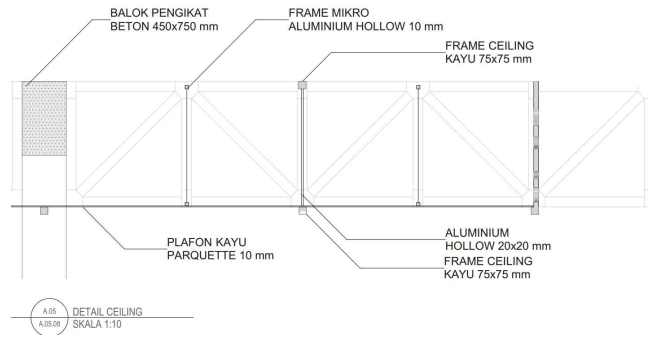 BALOK PENGIKAT
BETON 450x750 mm
FRAME MIKRO
ALUMINIUM HOLLOW 10 mm
FRAME CEILING
KAYU 75x75 mm
PLAFON KAYU
PARQUETTE 10 mm
ALUMINIUM
HOLLOW 20x20 mm
FRAME CEILING
KAYU 75x75 mm
A.05
DETAIL CEILING
A.05.08
SKALA 1:10